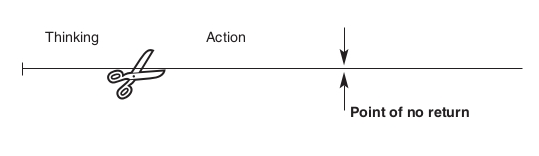 Thinking
Action
Point of no return